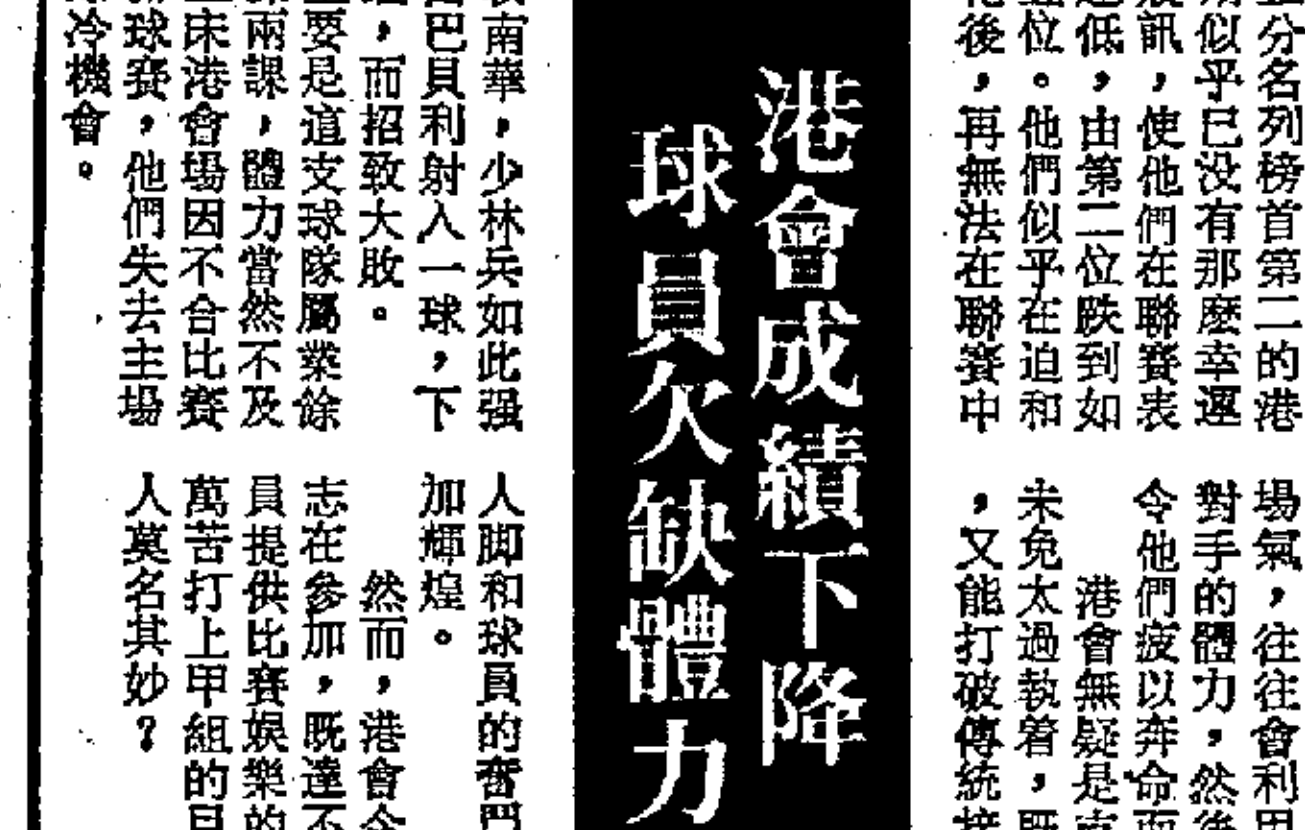 並分名列榜首第二的港
似乎已没有那麽幸運
訊，使他們在聯賽表
低，由第二位跌到如
位。他們似乎在迫和
後，再無法在聯賽中
場氣，往往會利用
對手的體力，然後
令他們疲以奔命而
港會無疑是
未免太過執着，既
，又能打破傳統
港會成績下降
球員欠缺體力
南華，少林兵如此强
巴貝利射入一球，下
，而招致大敗。
要是這支球隊屬業餘
兩課，體力當然不及
床港會場因不合比賽
球賽，他們失去主場
冷機會。
人脚和球員的奮鬥
加輝煌。
然而，港會
志在參加，既達不
員提供比賽娛樂的
萬苦打上甲組的目
人莫名其妙？